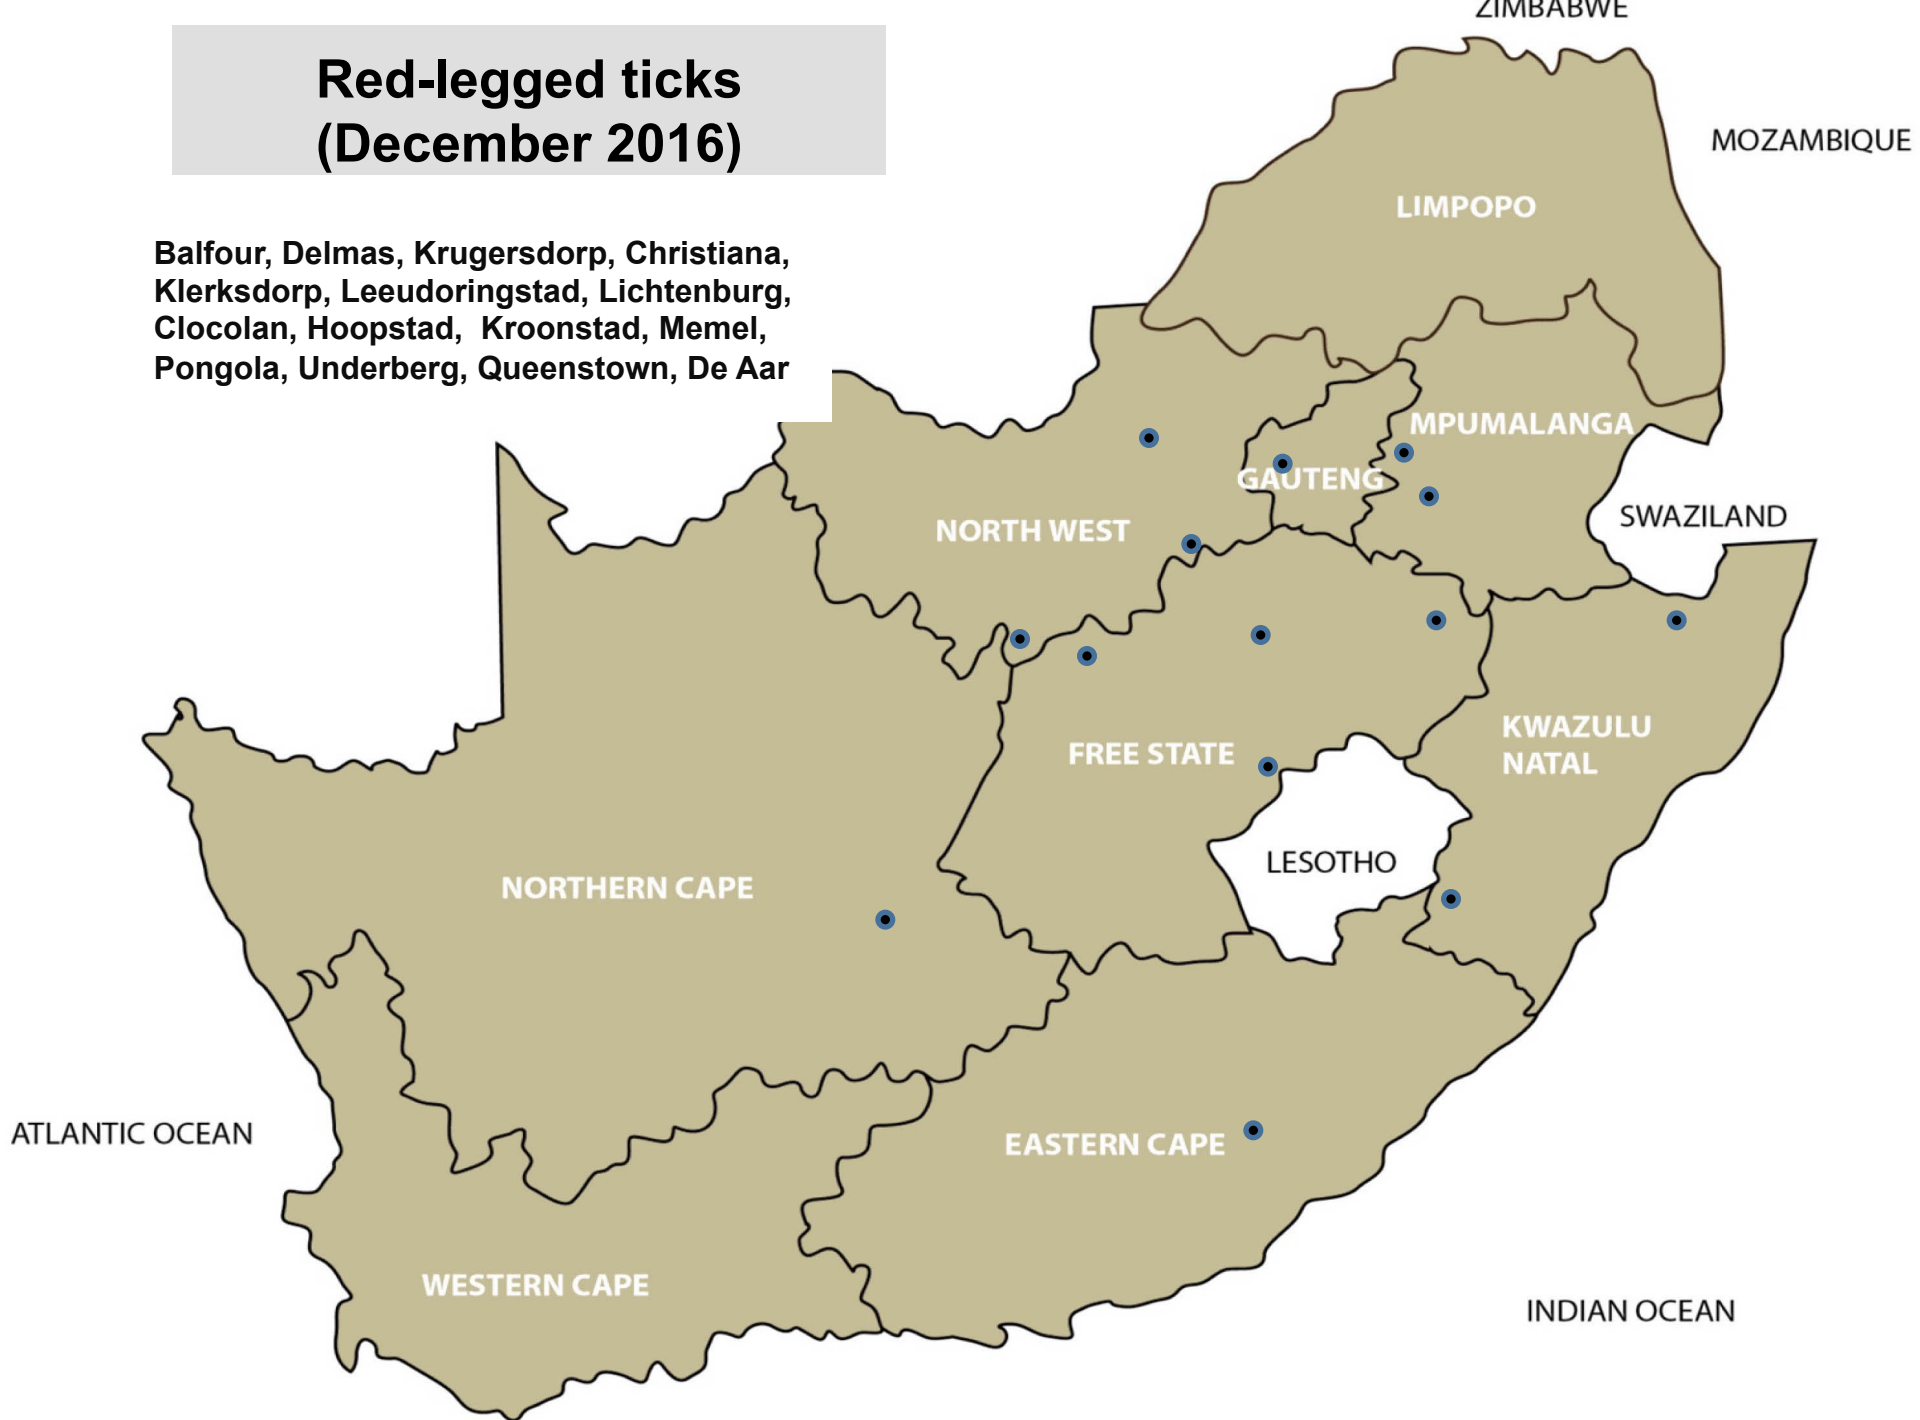 ZIMBABWE
Red-legged ticks
(December 2016)
MOZAMBIQUE
LIMPOPO
Balfour, Delmas, Krugersdorp, Christiana,
Klerksdorp, Leeudoringstad, Lichtenburg,
Clocolan, Hoopstad,  Kroonstad, Memel,
Pongola, Underberg, Queenstown, De Aar
MPUMALANGA
GAUTENG
NORTH WEST
SWAZILAND
KWAZULU
NATAL
FREE STATE
LESOTHO
NORTHERN CAPE
ATLANTIC OCEAN
EASTERN CAPE
WESTERN CAPE
INDIAN OCEAN